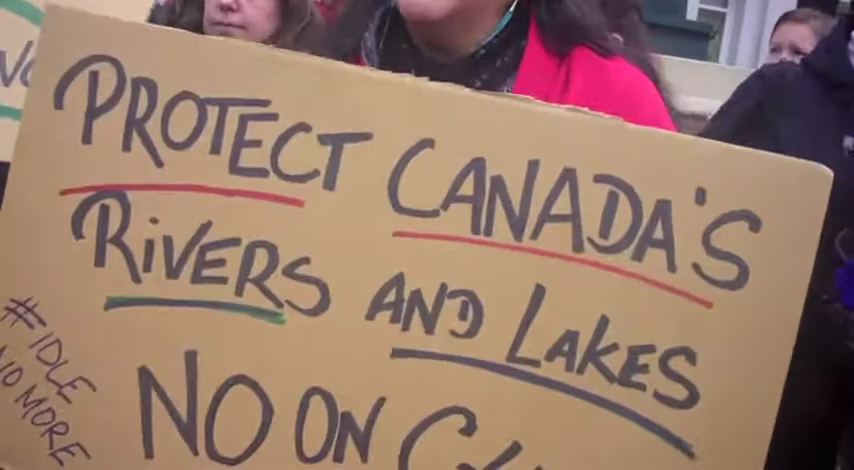 PROTECT CANADA'S
RiVERS AND LAKES
NO ON
#IDLE
NO MORE